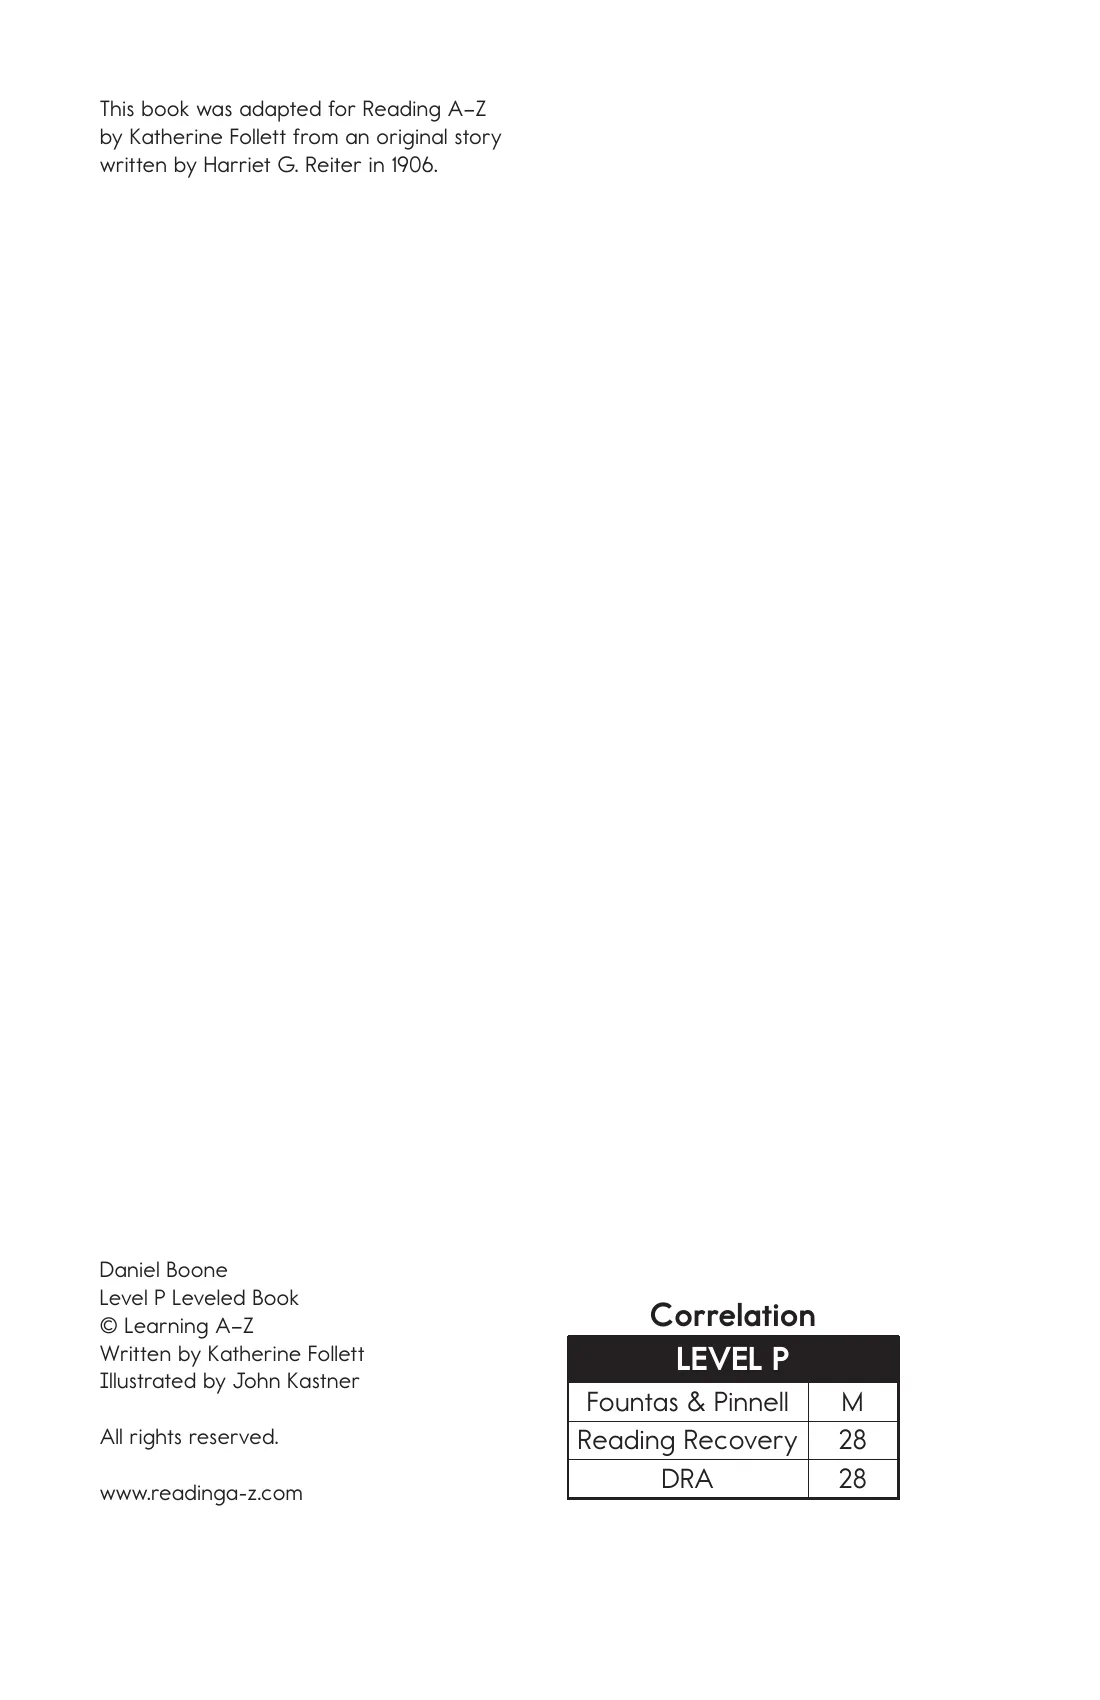 This book was adapted for Reading A–Z
by Katherine Follett from an original story
written by Harriet G. Reiter in 1906.
Daniel Boone
Level P Leveled Book
© Learning A–Z
Written by Katherine Follett
Illustrated by John Kastner
All rights reserved.
www.readinga-z.com
Correlation
LEVEL P
Fountas & Pinnell M
Reading Recovery 28
DRA 28